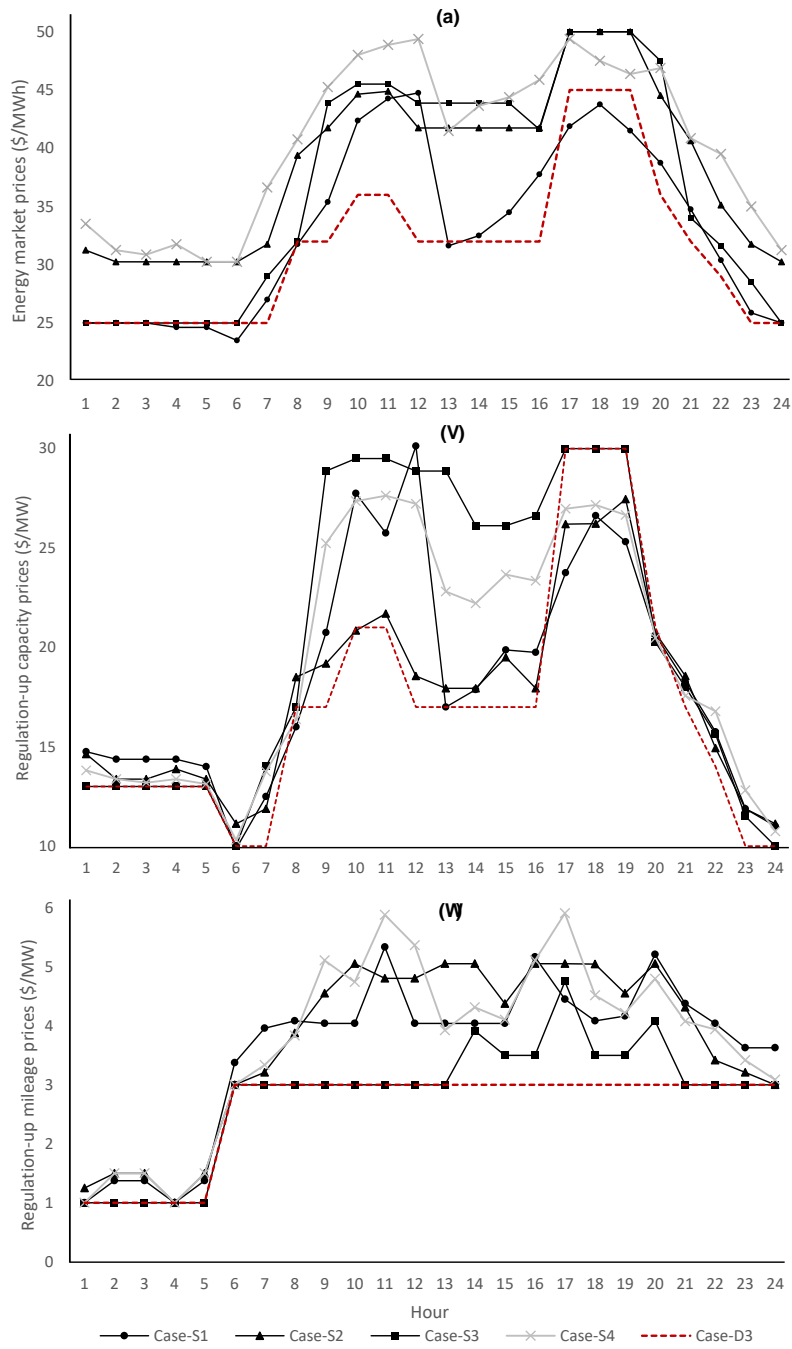 (a)
Energy market prices ($/MWh)
50
45
40
35
30
25
20
1 2 3 4 5 6 7 8 9 10 11 12 13 14 15 16 17 18 19 20 21 22 23 24
(V)
Regulation-up capacity prices ($/MW)
30
25
20
15
10
1 2 3 4 5 6 7 8 9 10 11 12 13 14 15 16 17 18 19 20 21 22 23 24
Regulation-up mileage prices ($/MW)
6
5
4
3
2
1
0
1 2 3 4 5 6 7 8 9 10 11 12 13 14 15 16 17 18 19 20 21 22 23 24
Hour
Case-S1 Case-S2 Case-S3 Case-S4 Case-D3